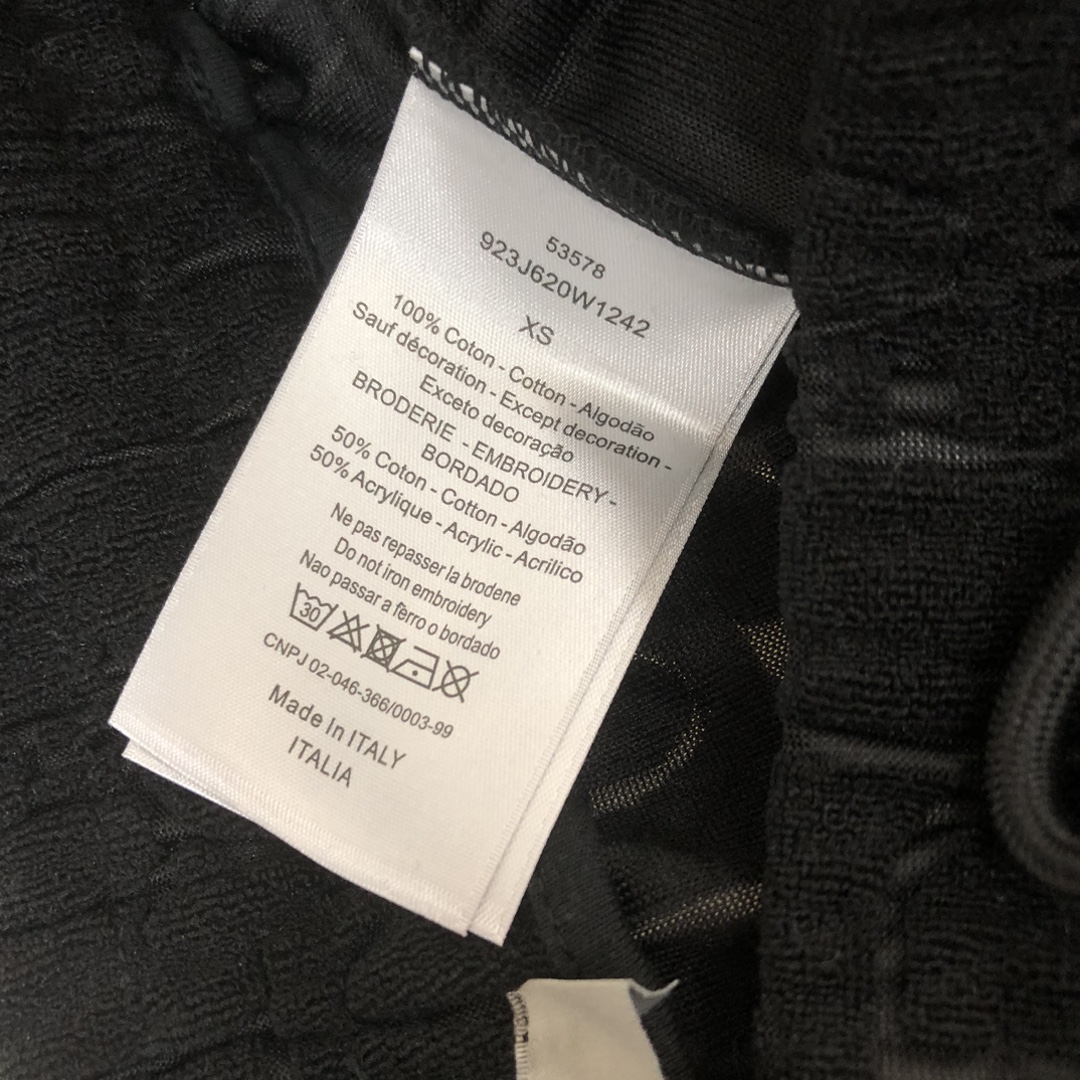 53578
923J620W1242
XS
100% Coton - Cotton - Algodão
Sauf décoration - Except decoration -
Exceto decoração
BRODERIE - EMBROIDERY -
BORDADO
50% Coton - Cotton - Algodão
50% Acrylique - Acrylic - Acrilico
Ne pas repasser la brodene
Do not iron embroidery
Nao passar a fèrro o bordado
30
CNPJ 02-046-366/0003-99
Made In ITALY
ITALIA